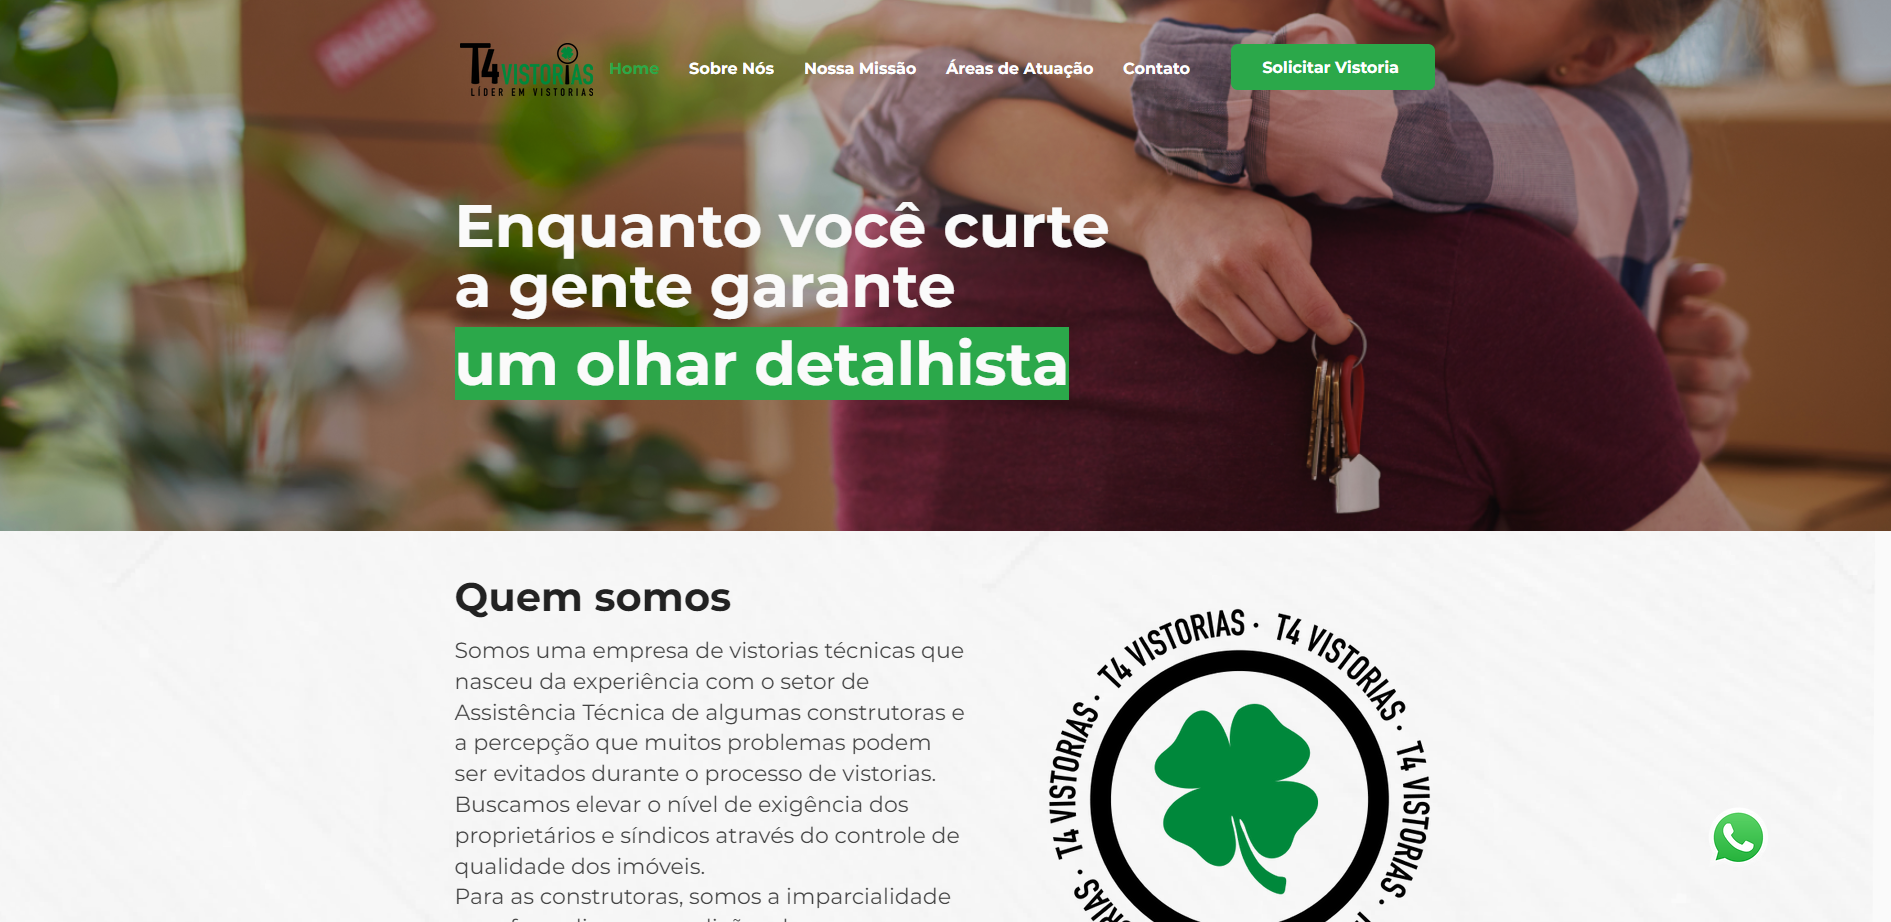 T4 VISTORIAS
LÍDER EM VISTORIAS
Home
Sobre Nós
Nossa Missão
Áreas de Atuação
Contato
Solicitar Vistoria
Enquanto você curte
a gente garante
um olhar detalhista
Quem somos
Somos uma empresa de vistorias técnicas que
nasceu da experiência com o setor de
Assistência Técnica de algumas construtoras e
a percepção que muitos problemas podem
ser evitados durante o processo de vistorias.
Buscamos elevar o nível de exigência dos
proprietários e síndicos através do controle de
qualidade dos imóveis.
Para as construtoras, somos a imparcialidade
T4 VISTORIAS · T4 VISTORIAS · T4 VISTORIAS · T4 VISTORIAS ·